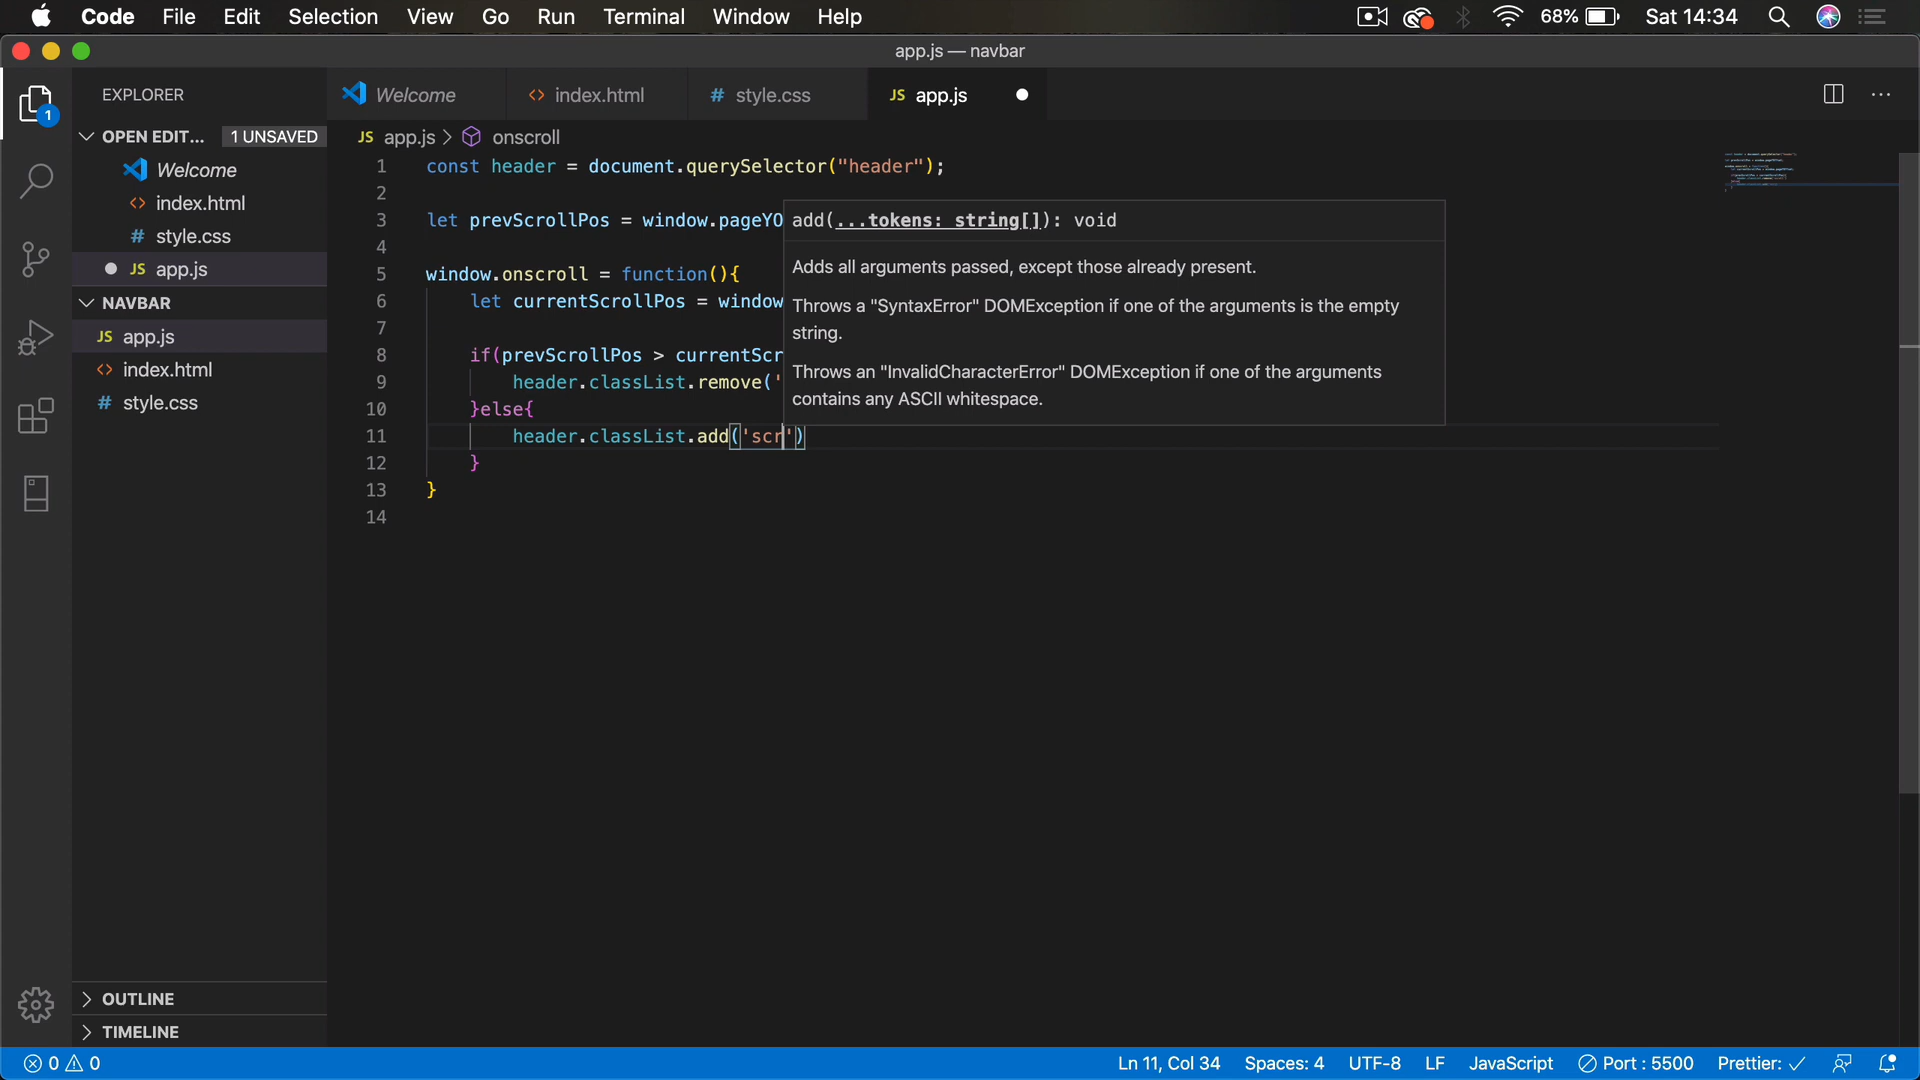 Code File Edit Selection View Go Run Terminal Window Help 68% Sat 14:34
app.js — navbar
EXPLORER
OPEN EDIT... 1 UNSAVED
Welcome
<> index.html
# style.css
JS app.js
NAVBAR
JS app.js
<> index.html
# style.css
OUTLINE
TIMELINE
1
Welcome <> index.html # style.css JS app.js
JS app.js > onscroll
1 const header = document.querySelector("header");
2
3 let prevScrollPos = window.pageYO
4
5 window.onscroll = function(){
6 let currentScrollPos = window
7
8 if(prevScrollPos > currentScr
9 header.classList.remove('
10 }else{
11 header.classList.add('scr')
12 }
13 }
14
add(...tokens: string[]): void
Adds all arguments passed, except those already present.
Throws a "SyntaxError" DOMException if one of the arguments is the empty
string.
Throws an "InvalidCharacterError" DOMException if one of the arguments
contains any ASCII whitespace.
0 0 Ln 11, Col 34 Spaces: 4 UTF-8 LF JavaScript Port : 5500 Prettier: ✓